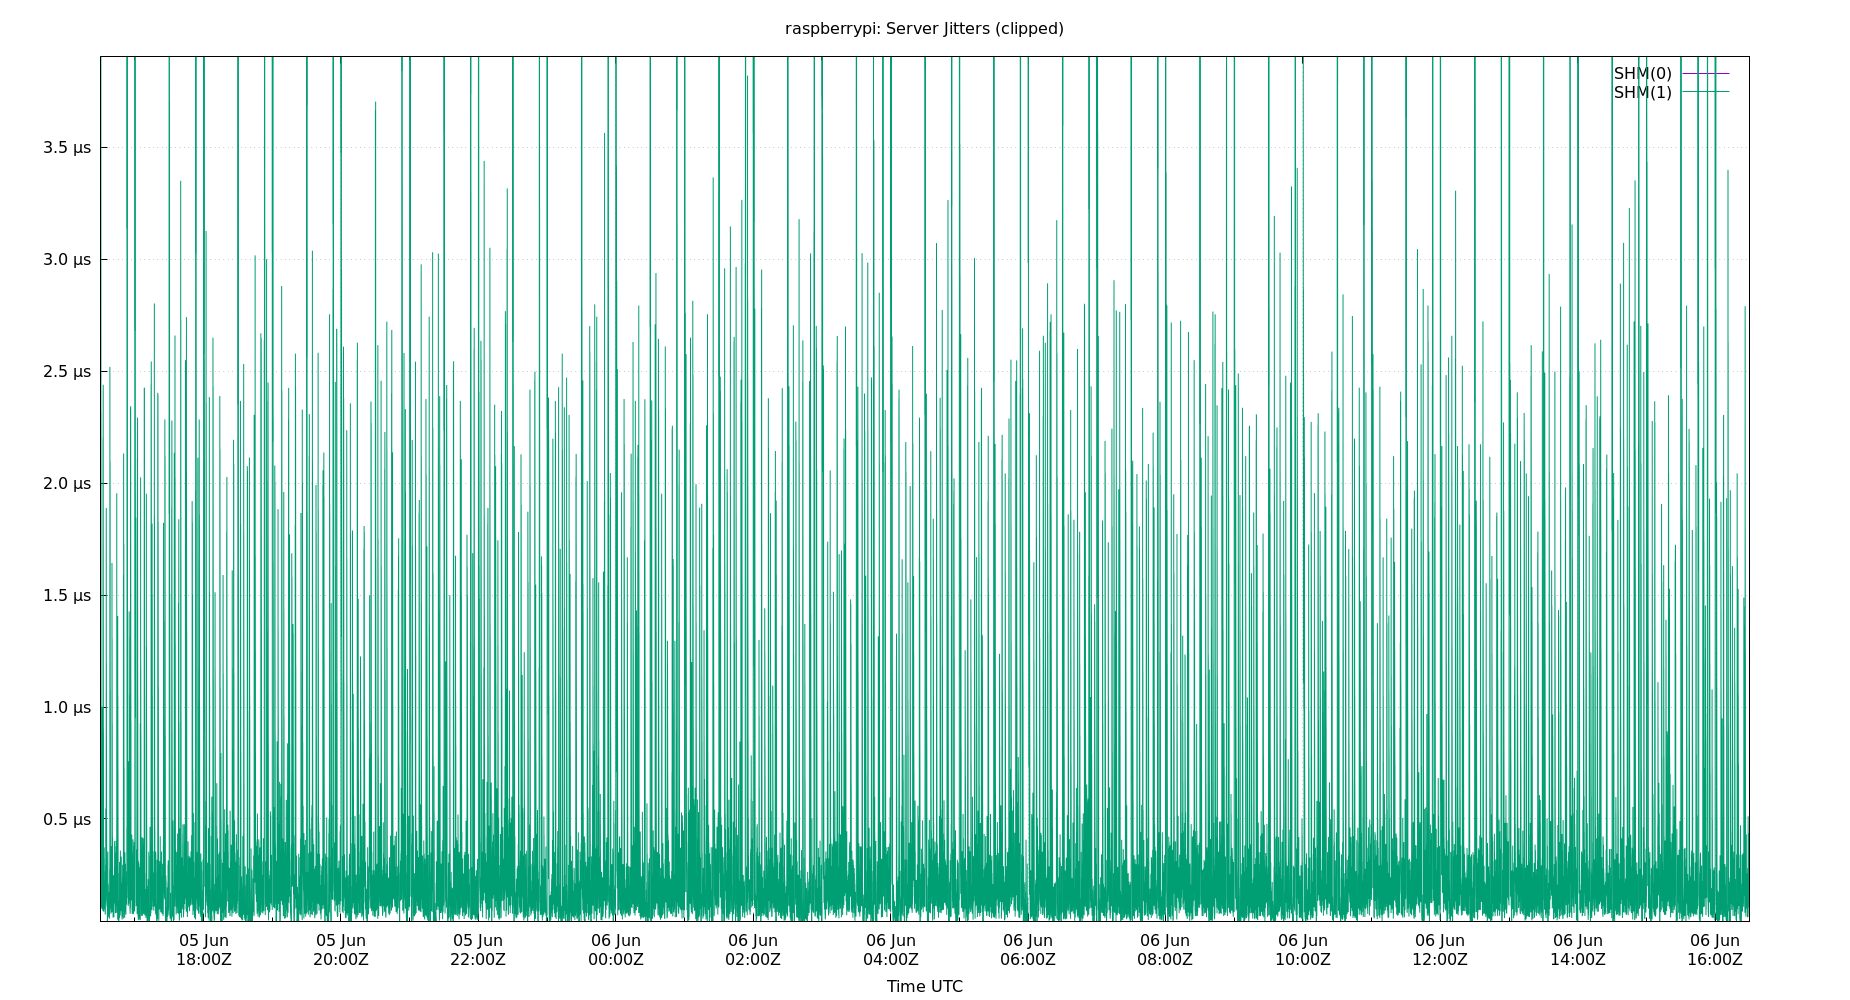 raspberrypi: Server Jitters (clipped)
SHM(0)
SHM(1)
3.5 µs
3.0 µs
2.5 µs
2.0 µs
1.5 µs
1.0 µs
0.5 µs
05 Jun 05 Jun 05 Jun 06 Jun 06 Jun 06 Jun 06 Jun 06 Jun 06 Jun 06 Jun 06 Jun 06 Jun
18:00Z 20:00Z 22:00Z 00:00Z 02:00Z 04:00Z 06:00Z 08:00Z 10:00Z 12:00Z 14:00Z 16:00Z
Time UTC